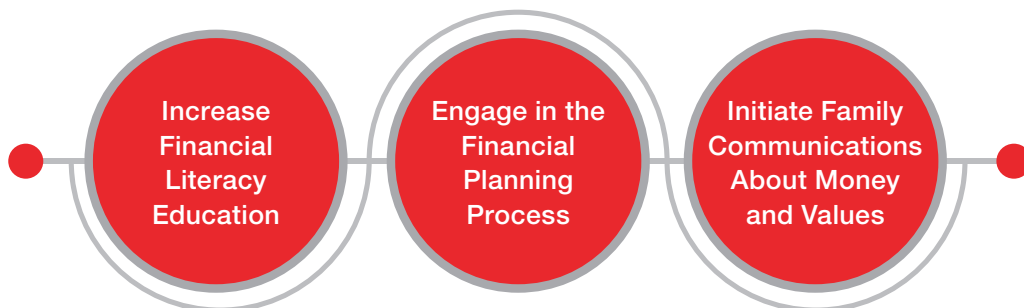 Increase
Financial
Literacy
Education
Engage in the
Financial
Planning
Process
Initiate Family
Communications
About Money
and Values